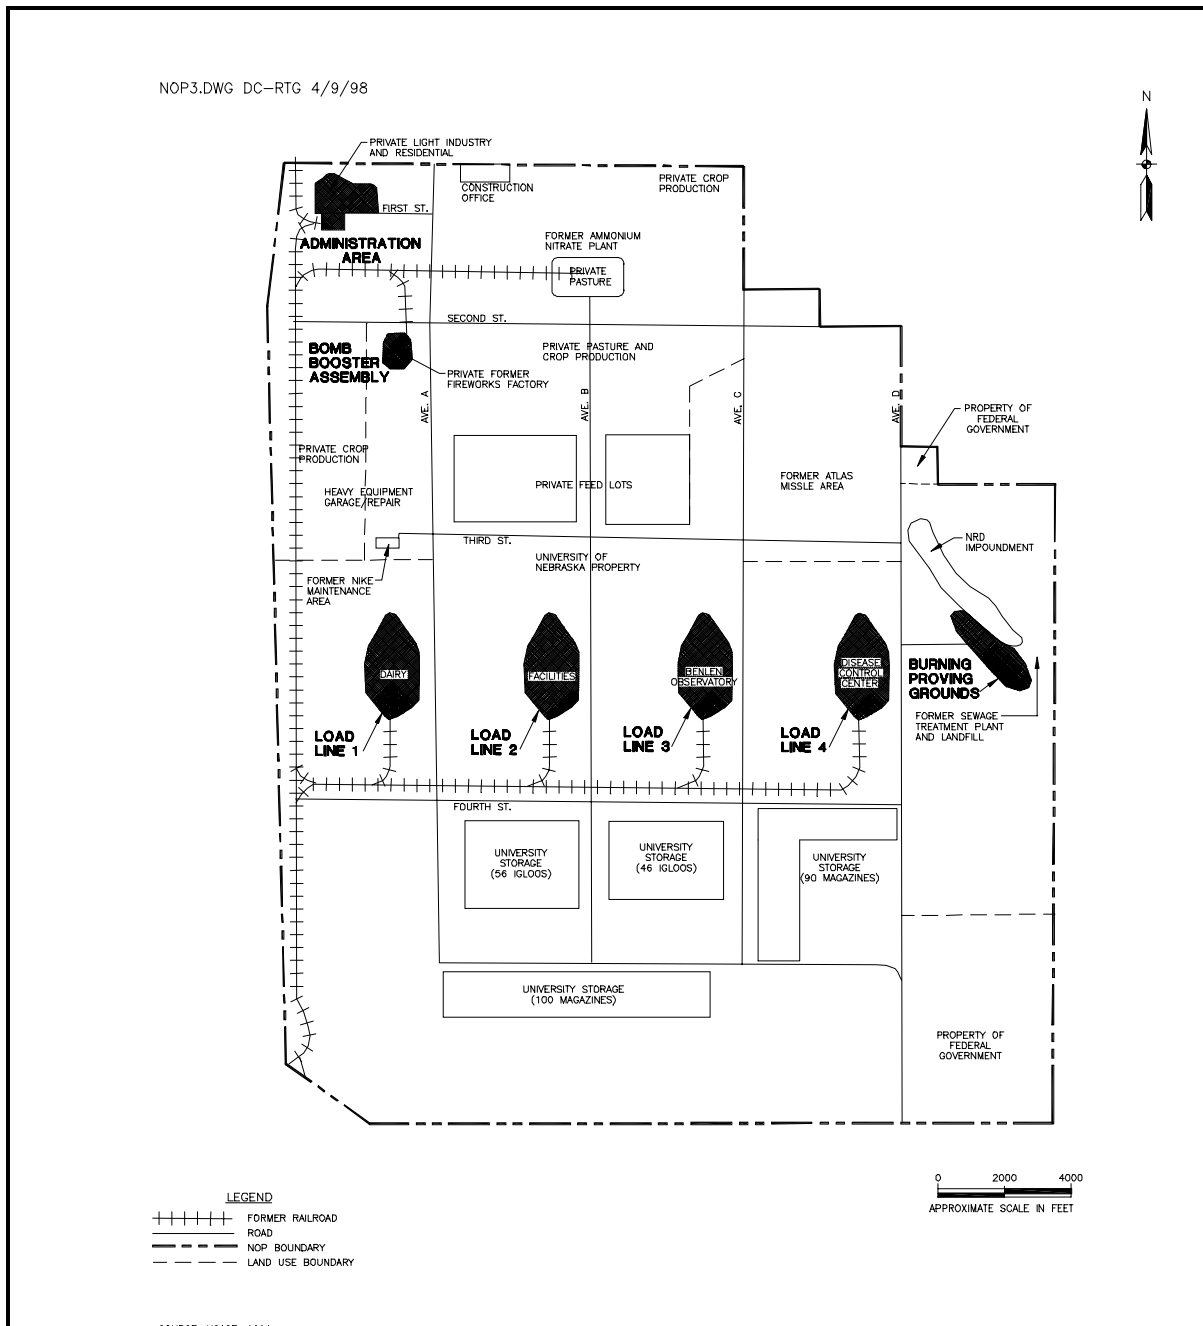 NOP3.DWG DC-RTG 4/9/98
N
PRIVATE LIGHT INDUSTRY
AND RESIDENTIAL
CONSTRUCTION
OFFICE
PRIVATE CROP
PRODUCTION
FIRST ST.
ADMINISTRATION
AREA
FORMER AMMONIUM
NITRATE PLANT
PRIVATE
PASTURE
SECOND ST.
BOMB
BOOSTER
ASSEMBLY
PRIVATE PASTURE AND
CROP PRODUCTION
PRIVATE FORMER
FIREWORKS FACTORY
AVE. A
AVE. B
AVE. C
AVE. D
PROPERTY OF
FEDERAL
GOVERNMENT
PRIVATE CROP
PRODUCTION
HEAVY EQUIPMENT
GARAGE/REPAIR
PRIVATE FEED LOTS
FORMER ATLAS
MISSLE AREA
THIRD ST.
NRD
IMPOUNDMENT
UNIVERSITY OF
NEBRASKA PROPERTY
FORMER NIKE
MAINTENANCE
AREA
DAIRY
FACILITIES
BENLEN
OBSERVATORY
DISEASE
CONTROL
CENTER
BURNING
PROVING
GROUNDS
FORMER SEWAGE
TREATMENT PLANT
AND LANDFILL
LOAD
LINE 1
LOAD
LINE 2
LOAD
LINE 3
LOAD
LINE 4
FOURTH ST.
UNIVERSITY
STORAGE
(56 IGLOOS)
UNIVERSITY
STORAGE
(46 IGLOOS)
UNIVERSITY
STORAGE
(90 MAGAZINES)
UNIVERSITY STORAGE
(100 MAGAZINES)
PROPERTY OF
FEDERAL
GOVERNMENT
0 2000 4000
APPROXIMATE SCALE IN FEET
LEGEND
FORMER RAILROAD
ROAD
NOP BOUNDARY
LAND USE BOUNDARY